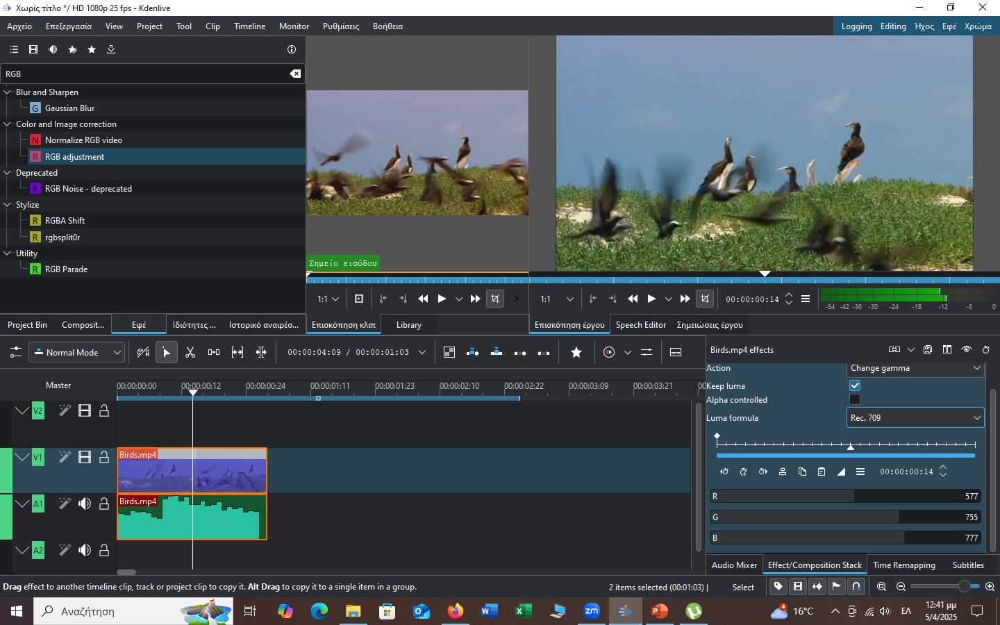 Χωρίς τίτλο */ HD 1080p 25 fps - Kdenlive
Αρχείο Επεξεργασία View Project Tool Clip Timeline Monitor Ρυθμίσεις Βοήθεια Logging Editing Ήχος Εφέ Χρώμα
RGB
Blur and Sharpen
G Gaussian Blur
Color and Image correction
N Normalize RGB video
R RGB adjustment
Deprecated
R RGB Noise - deprecated
Stylize
R RGBA Shift
R rgbsplit0r
Utility
R RGB Parade
Σημείο εισόδου
1:1
1:1 00:00:00:14
-54 -42 -36 -30 -24 -18 -12 -6 0
Project Bin Composit... Εφέ Ιδιότητες ... Ιστορικό αναιρέσ... Επισκόπηση κλιπ Library Επισκόπηση έργου Speech Editor Σημειώσεις έργου
Normal Mode 00:00:04:09 / 00:00:01:03
Birds.mp4 effects
Action Change gamma
Keep luma
Alpha controlled
Luma formula Rec. 709
00:00:00:14
R 577
G 755
B 777
Audio Mixer Effect/Composition Stack Time Remapping Subtitles
Master 00:00:00:00 00:00:00:12 00:00:00:24 00:00:01:11 00:00:01:23 00:00:02:10 00:00:02:22 00:00:03:09 00:00:03:21 00
V2
V1 Birds.mp4
A1 Birds.mp4
A2
Drag effect to another timeline clip, track or project clip to copy it. Alt Drag to copy it to a single item in a group. 2 items selected (00:01:03) | Select
Αναζήτηση
W X zm P
4 16°C ΕΛ 12:41 μμ
5/4/2025